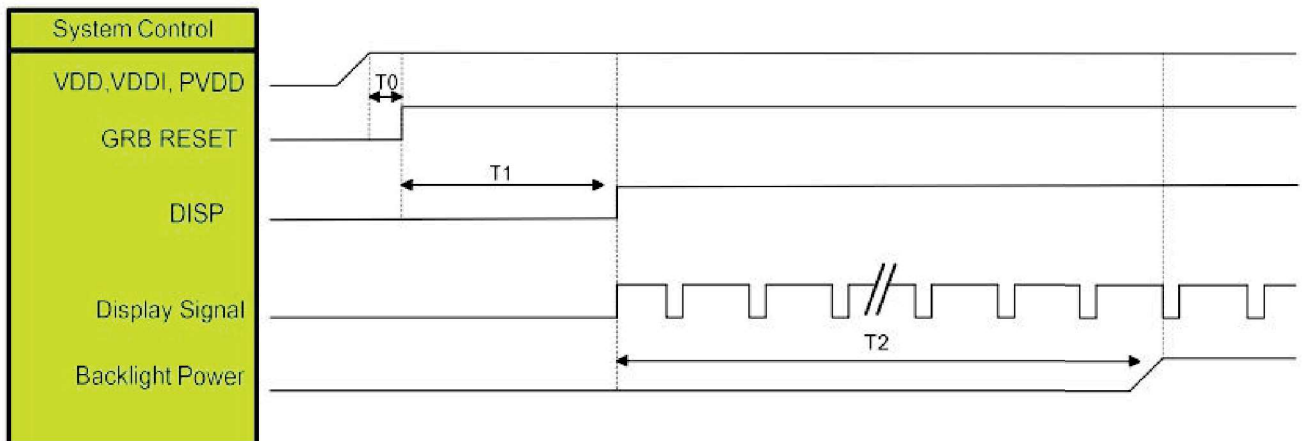 System Control
VDD,VDDI, PVDD
T0
GRB RESET
T1
DISP
Display Signal
T2
Backlight Power